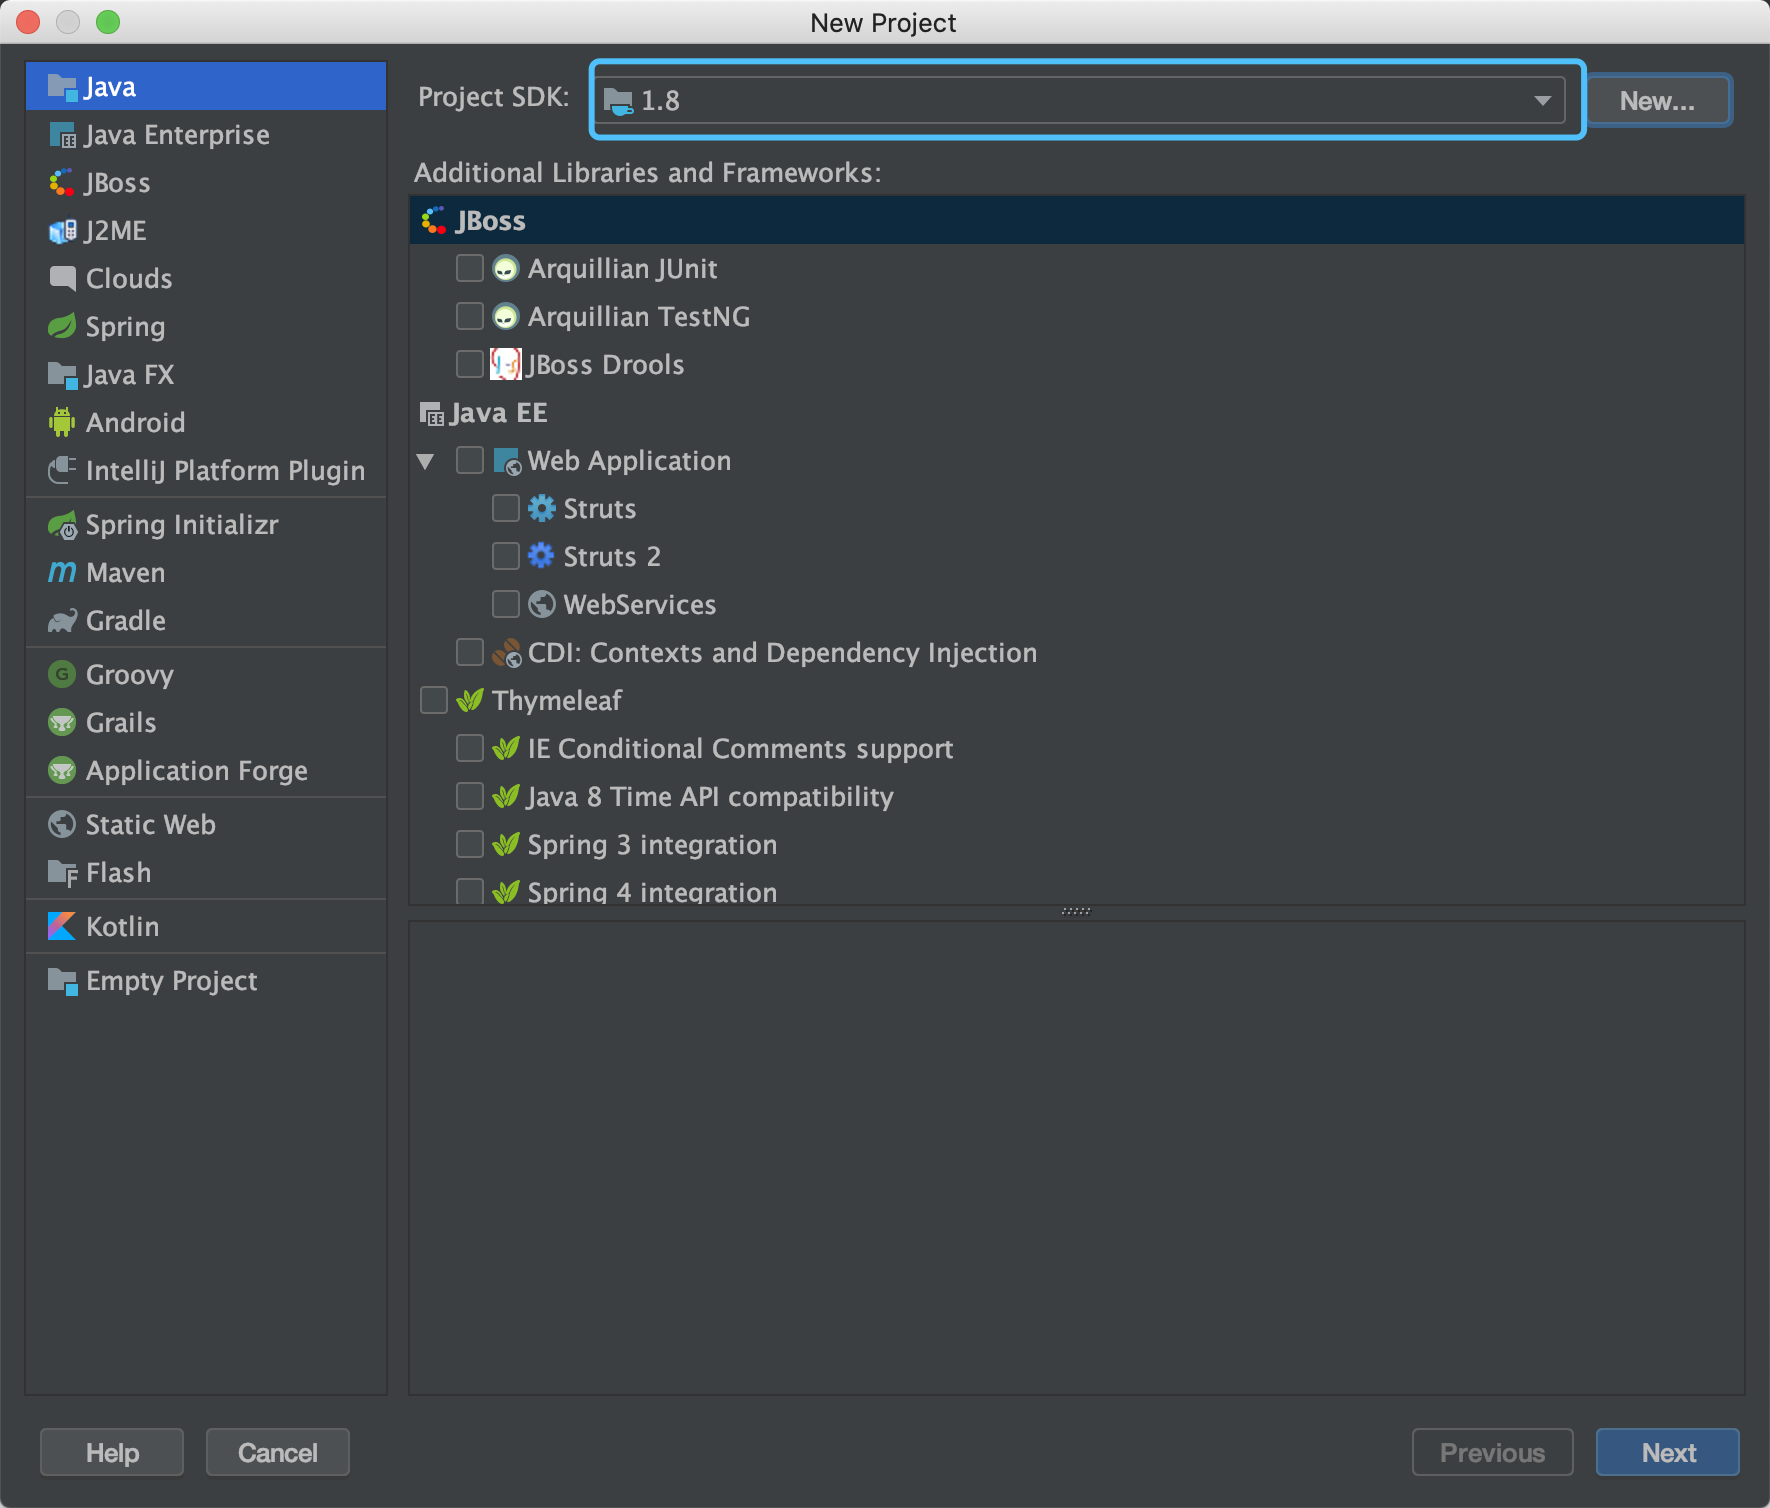 New Project
Java
Java Enterprise
JBoss
J2ME
Clouds
Spring
Java FX
Android
IntelliJ Platform Plugin
Spring Initializr
Maven
Gradle
Groovy
Grails
Application Forge
Static Web
Flash
Kotlin
Empty Project
Project SDK: 1.8 New...
Additional Libraries and Frameworks:
JBoss
Arquillian JUnit
Arquillian TestNG
JBoss Drools
Java EE
Web Application
Struts
Struts 2
WebServices
CDI: Contexts and Dependency Injection
Thymeleaf
IE Conditional Comments support
Java 8 Time API compatibility
Spring 3 integration
Spring 4 integration
Help Cancel Previous Next